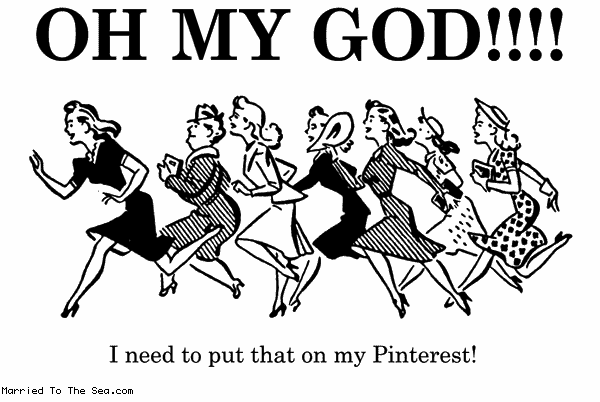 OH MY GOD!!!!
I need to put that on my Pinterest!
Married To The Sea.com